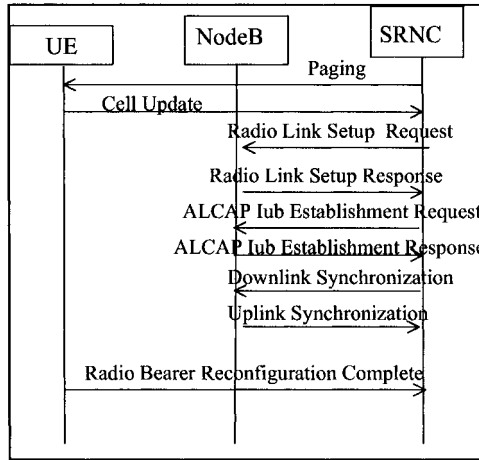 UE
NodeB
SRNC
Paging
Cell Update
Radio Link Setup Request
Radio Link Setup Response
ALCAP Iub Establishment Request
ALCAP Iub Establishment Response
Downlink Synchronization
Uplink Synchronization
Radio Bearer Reconfiguration Complete